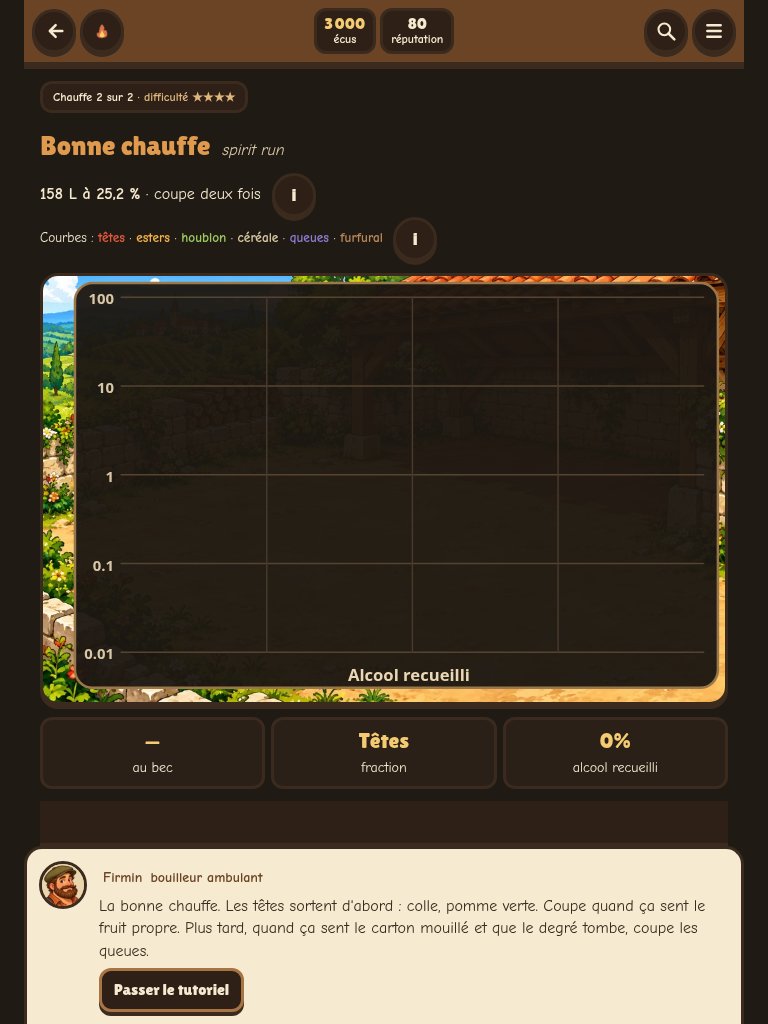 3 000
écus
80
réputation
Chauffe 2 sur 2 · difficulté ★★★★
Bonne chauffe spirit run
158 L à 25,2 % · coupe deux fois i
Courbes : têtes · esters · houblon · céréale · queues · furfural i
100
10
1
0.1
0.01
Alcool recueilli
—
au bec
Têtes
fraction
0%
alcool recueilli
Firmin bouilleur ambulant
La bonne chauffe. Les têtes sortent d'abord : colle, pomme verte. Coupe quand ça sent le
fruit propre. Plus tard, quand ça sent le carton mouillé et que le degré tombe, coupe les
queues.
Passer le tutoriel